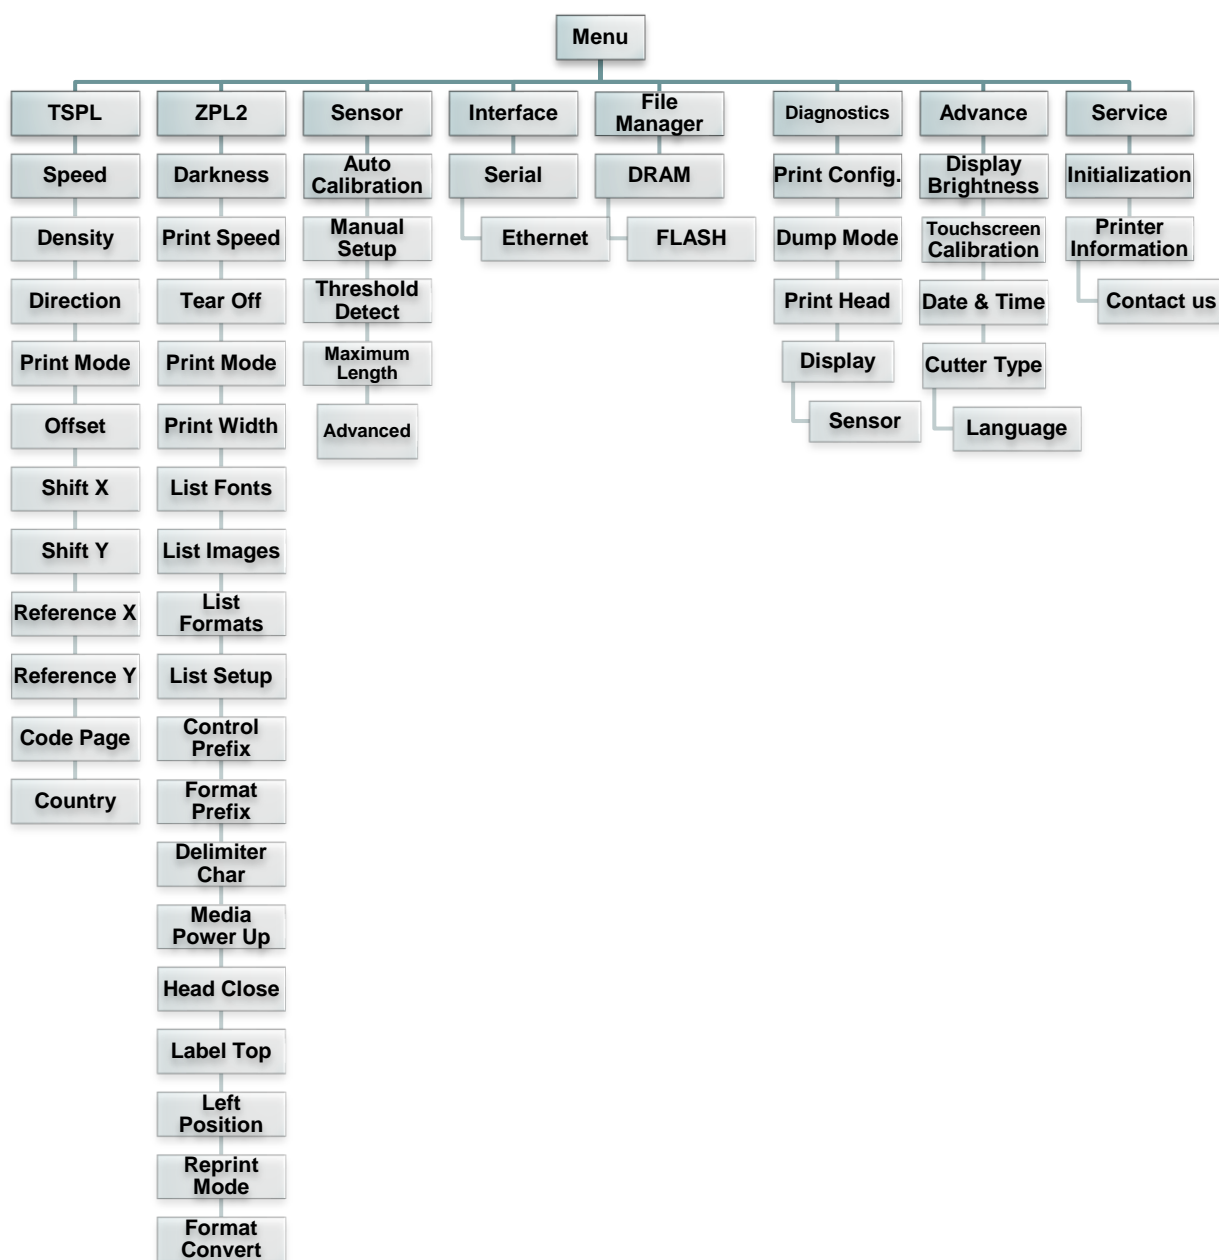 Menu
TSPL
Speed
Density
Direction
Print Mode
Offset
Shift X
Shift Y
Reference X
Reference Y
Code Page
Country
ZPL2
Darkness
Print Speed
Tear Off
Print Mode
Print Width
List Fonts
List Images
List
Formats
List Setup
Control
Prefix
Format
Prefix
Delimiter
Char
Media
Power Up
Head Close
Label Top
Left
Position
Reprint
Mode
Format
Convert
Sensor
Auto
Calibration
Manual
Setup
Threshold
Detect
Maximum
Length
Advanced
Interface
Serial
Ethernet
File
Manager
DRAM
FLASH
Diagnostics
Print Config.
Dump Mode
Print Head
Display
Sensor
Advance
Display
Brightness
Touchscreen
Calibration
Date & Time
Cutter Type
Language
Service
Initialization
Printer
Information
Contact us